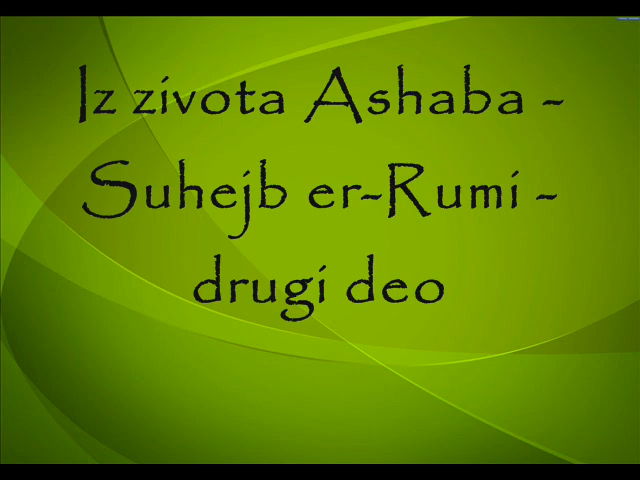 Iz zivota Ashaba -
Suhejb er-Rumi -
drugi deo